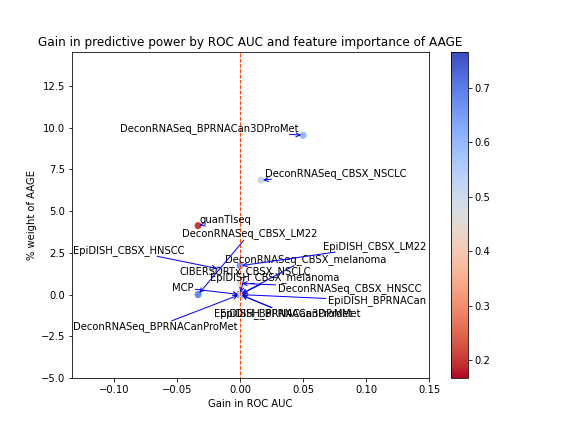 Gain in predictive power by ROC AUC and feature importance of AAGE
12.5
10.0
7.5
5.0
2.5
0.0
−2.5
−5.0
% weight of AAGE
DeconRNASeq_BPRNACan3DProMet
DeconRNASeq_CBSX_NSCLC
quanTIseq
DeconRNASeq_CBSX_LM22
EpiDISH_CBSX_HNSCC
EpiDISH_CBSX_LM22
DeconRNASeq_CBSX_melanoma
CIBERSORTX_CBSX_NSCLC
EpiDISH_CBSX_melanoma
MCP
DeconRNASeq_CBSX_HNSCC
EpiDISH_BPRNACan
EpiDISH_BPRNACan3DProMet
EpiDISH_BPRNACanProMet
DeconRNASeq_BPRNACanProMet
−0.10
−0.05
0.00
0.05
0.10
0.15
Gain in ROC AUC
0.7
0.6
0.5
0.4
0.3
0.2